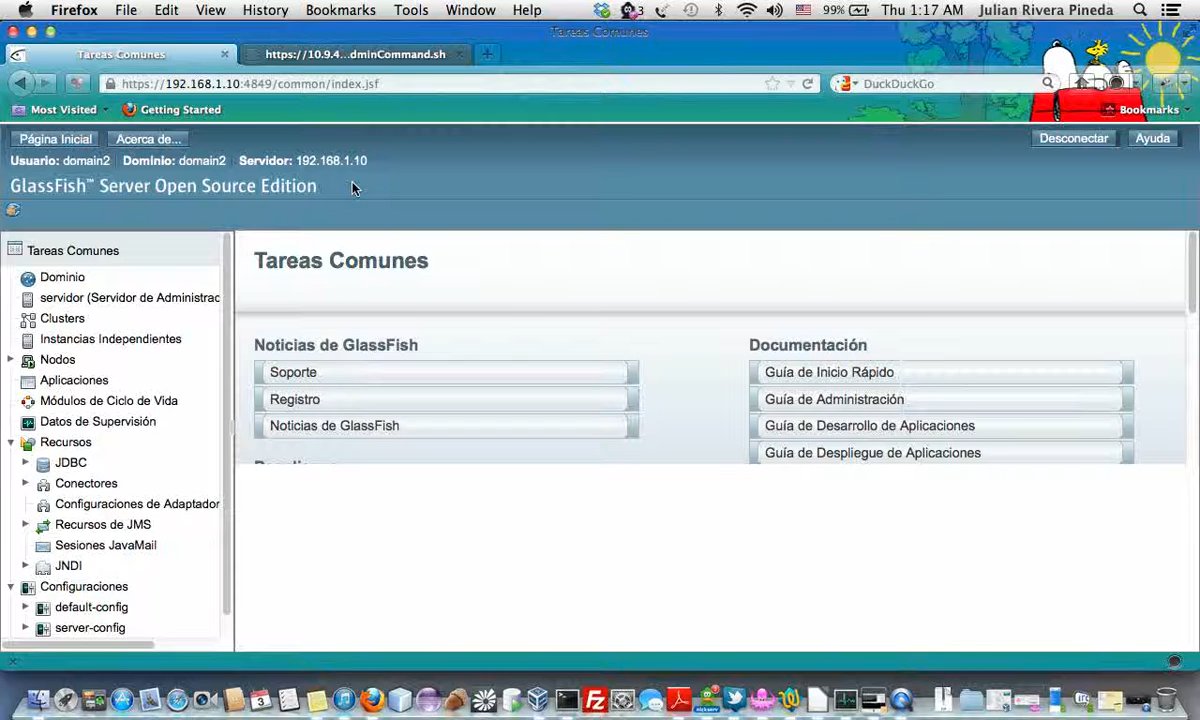 Firefox File Edit View History Bookmarks Tools Window Help 3 99% Thu 1:17 AM Julian Rivera Pineda
Tareas Comunes
Tareas Comunes https://10.9.4...dminCommand.sh
https://192.168.1.10:4849/common/index.jsf DuckDuckGo
Most Visited Getting Started Bookmarks
Página Inicial Acerca de... Desconectar Ayuda
Usuario: domain2 Dominio: domain2 Servidor: 192.168.1.10
GlassFish™ Server Open Source Edition
Tareas Comunes
Dominio
servidor (Servidor de Administrac
Clusters
Instancias Independientes
Nodos
Aplicaciones
Módulos de Ciclo de Vida
Datos de Supervisión
Recursos
JDBC
Conectores
Configuraciones de Adaptador
Recursos de JMS
Sesiones JavaMail
JNDI
Configuraciones
default-config
server-config
Tareas Comunes
Noticias de GlassFish
Soporte
Registro
Noticias de GlassFish
Documentación
Guía de Inicio Rápido
Guía de Administración
Guía de Desarrollo de Aplicaciones
Guía de Despliegue de Aplicaciones